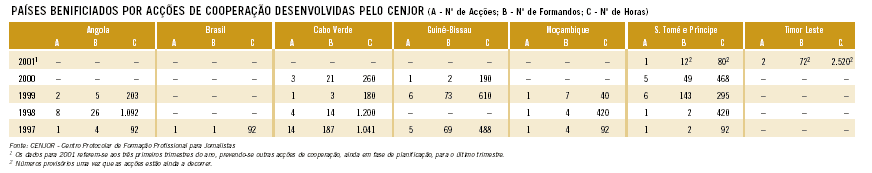 PAÍSES BENIFICIADOS POR ACÇÕES DE COOPERAÇÃO DESENVOLVIDAS PELO CENJOR (A - Nº de Acções; B - Nº de Formandos; C - Nº de Horas)
Angola Brasil Cabo Verde Guiné-Bissau Moçambique S. Tomé e Príncipe Timor Leste
A B C A B C A B C A B C A B C A B C A B C
2001¹ – – – – – – – – – – – – – – – 1 12² 80² 2 72² 2.520²
2000 – – – – – – 3 21 260 1 2 190 – – – 5 49 468 – – –
1999 2 5 203 – – – 1 3 180 6 73 610 1 7 40 6 143 295 – – –
1998 8 26 1.092 – – – 4 14 1.200 – – – 1 4 420 1 2 420 – – –
1997 1 4 92 1 1 92 14 187 1.041 5 69 488 1 4 92 1 2 92 – – –
Fonte: CENJOR - Centro Protocolar de Formação Profissional para Jornalistas
¹ Os dados para 2001 referem-se aos três primeiros trimestres do ano, prevendo-se outras acções de cooperação, ainda em fase de planificação, para o último trimestre.
² Números provisórios uma vez que as acções estão ainda a decorrer.